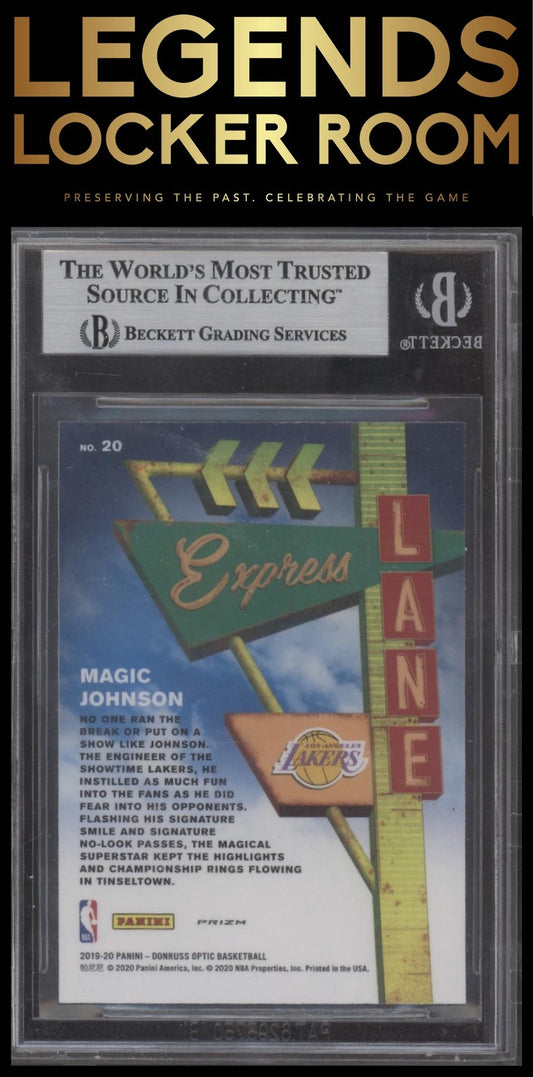 LEGENDS
LOCKER ROOM
PRESERVING THE PAST. CELEBRATING THE GAME
THE WORLD'S MOST TRUSTED
SOURCE IN COLLECTING™
B BECKETT GRADING SERVICES
B
BECKETT®
NO. 20
Express
LANE
MAGIC
JOHNSON
NO ONE RAN THE
BREAK OR PUT ON A
SHOW LIKE JOHNSON.
THE ENGINEER OF THE
SHOWTIME LAKERS, HE
INSTILLED AS MUCH FUN
INTO THE FANS AS HE DID
FEAR INTO HIS OPPONENTS.
FLASHING HIS SIGNATURE
SMILE AND SIGNATURE
NO-LOOK PASSES, THE MAGICAL
SUPERSTAR KEPT THE HIGHLIGHTS
AND CHAMPIONSHIP RINGS FLOWING
IN TINSELTOWN.
LOS ANGELES
LAKERS
NBA
PANINI
PRIZM
2019-20 PANINI – DONRUSS OPTIC BASKETBALL
帕尼尼 © 2020 Panini America, Inc. © 2020 NBA Properties, Inc. Printed in the USA.